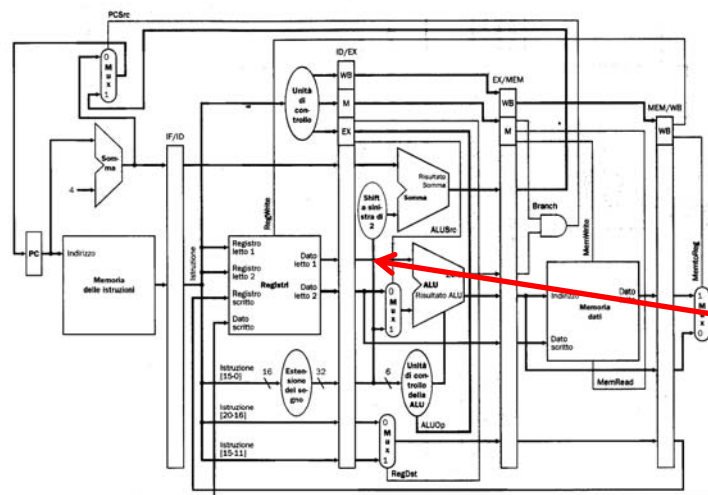 PCSrc
0
M
u
x
1
ID/EX
WB
M
EX
Unità
di
controllo
EX/MEM
WB
M
MEM/WB
WB
IF/ID
Som-
ma
4
RegWrite
Shift
a sini-
stra di
2
Risultato
Somma
Somma
ALUSrc
Branch
MemWrite
MemtoReg
PC
Indirizzo
Memoria
delle istruzioni
Istruzione
Registro
letto 1
Registro
letto 2
Registro
scritto
Dato
scritto
Registri
Dato
letto 1
Dato
letto 2
0
M
u
x
1
ALU
Risultato ALU
Indirizzo
Memoria
dati
Dato
scritto
1
M
x
0
MemRead
Istruzione
[15-0]
16
Esten-
sione
del segno
32
6
Unità
di con-
trollo
della
ALU
ALUOp
Istruzione
[20-16]
Istruzione
[15-11]
0
M
u
x
1
RegDst